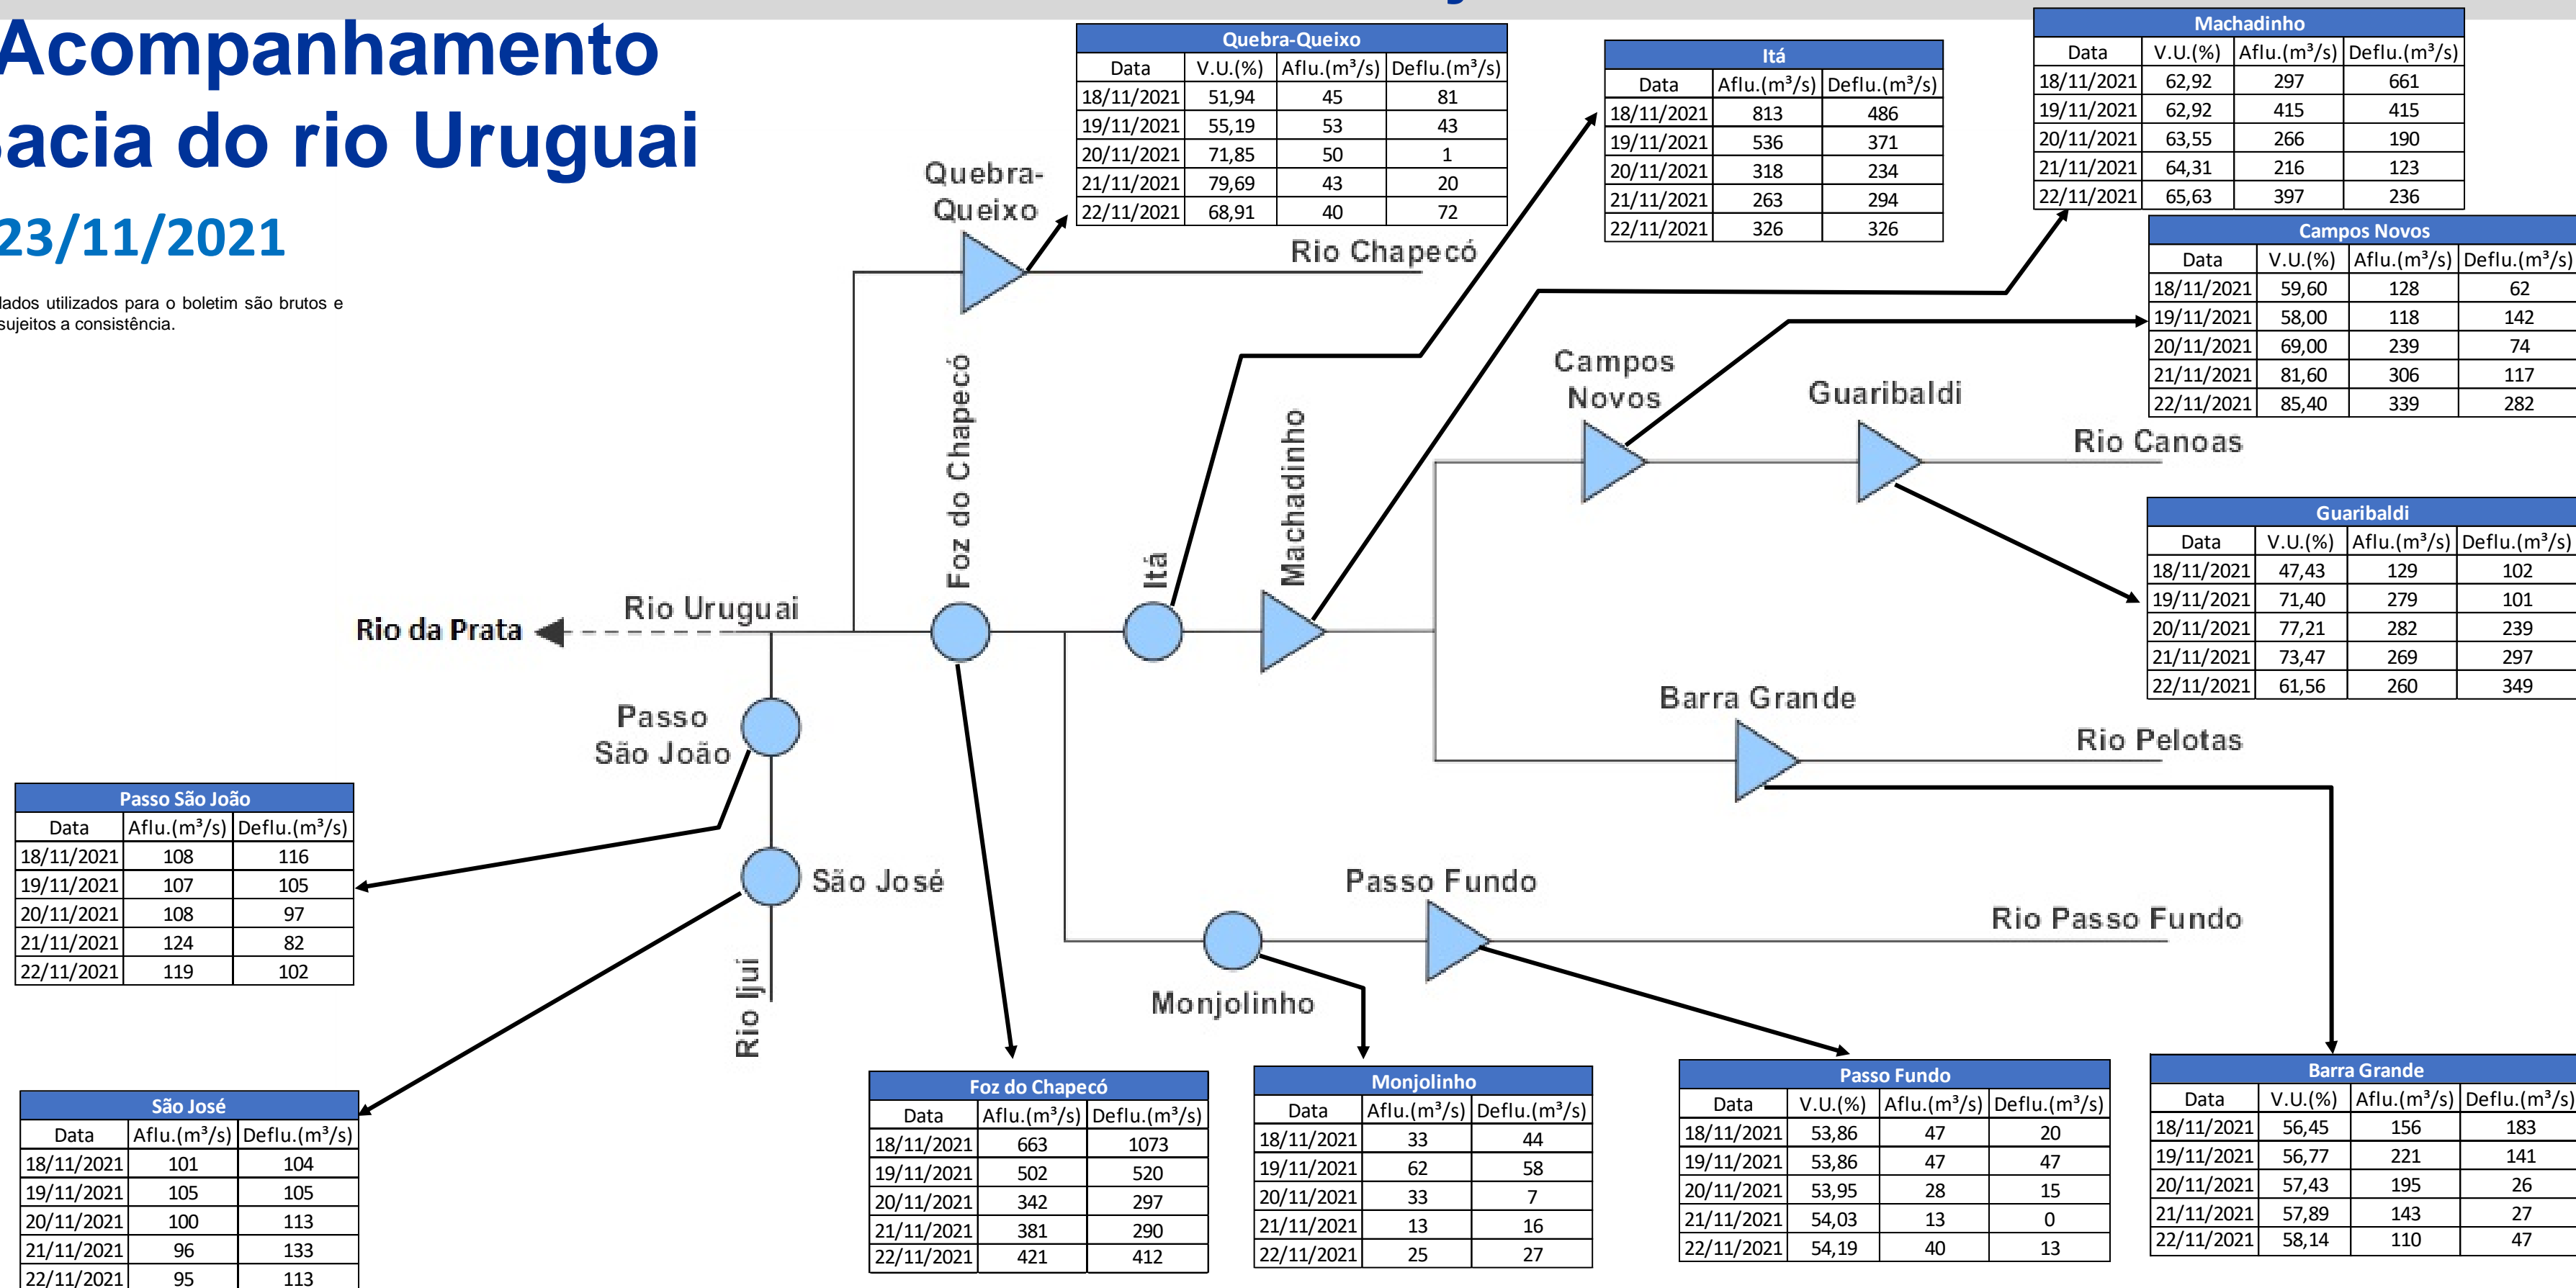 Acompanhamento
acia do rio Uruguai
23/11/2021
dados utilizados para o boletim são brutos e
sujeitos a consistência.
Quebra-Queixo
Data V.U.(%) Aflu.(m³/s) Deflu.(m³/s)
18/11/2021 51,94 45 81
19/11/2021 55,19 53 43
20/11/2021 71,85 50 1
21/11/2021 79,69 43 20
22/11/2021 68,91 40 72
Itá
Data Aflu.(m³/s) Deflu.(m³/s)
18/11/2021 813 486
19/11/2021 536 371
20/11/2021 318 234
21/11/2021 263 294
22/11/2021 326 326
Machadinho
Data V.U.(%) Aflu.(m³/s) Deflu.(m³/s)
18/11/2021 62,92 297 661
19/11/2021 62,92 415 415
20/11/2021 63,55 266 190
21/11/2021 64,31 216 123
22/11/2021 65,63 397 236
Campos Novos
Data V.U.(%) Aflu.(m³/s) Deflu.(m³/s)
18/11/2021 59,60 128 62
19/11/2021 58,00 118 142
20/11/2021 69,00 239 74
21/11/2021 81,60 306 117
22/11/2021 85,40 339 282
Quebra-
Queixo
Rio Chapecó
Foz do Chapecó
Itá
Machadinho
Campos
Novos
Guaribaldi
Rio Canoas
Guaribaldi
Data V.U.(%) Aflu.(m³/s) Deflu.(m³/s)
18/11/2021 47,43 129 102
19/11/2021 71,40 279 101
20/11/2021 77,21 282 239
21/11/2021 73,47 269 297
22/11/2021 61,56 260 349
Rio da Prata
Rio Uruguai
Barra Grande
Rio Pelotas
Passo
São João
São José
Rio Ijui
Passo Fundo
Rio Passo Fundo
Monjolinho
Passo São João
Data Aflu.(m³/s) Deflu.(m³/s)
18/11/2021 108 116
19/11/2021 107 105
20/11/2021 108 97
21/11/2021 124 82
22/11/2021 119 102
São José
Data Aflu.(m³/s) Deflu.(m³/s)
18/11/2021 101 104
19/11/2021 105 105
20/11/2021 100 113
21/11/2021 96 133
22/11/2021 95 113
Foz do Chapecó
Data Aflu.(m³/s) Deflu.(m³/s)
18/11/2021 663 1073
19/11/2021 502 520
20/11/2021 342 297
21/11/2021 381 290
22/11/2021 421 412
Monjolinho
Data Aflu.(m³/s) Deflu.(m³/s)
18/11/2021 33 44
19/11/2021 62 58
20/11/2021 33 7
21/11/2021 13 16
22/11/2021 25 27
Passo Fundo
Data V.U.(%) Aflu.(m³/s) Deflu.(m³/s)
18/11/2021 53,86 47 20
19/11/2021 53,86 47 47
20/11/2021 53,95 28 15
21/11/2021 54,03 13 0
22/11/2021 54,19 40 13
Barra Grande
Data V.U.(%) Aflu.(m³/s) Deflu.(m³/s)
18/11/2021 56,45 156 183
19/11/2021 56,77 221 141
20/11/2021 57,43 195 26
21/11/2021 57,89 143 27
22/11/2021 58,14 110 47